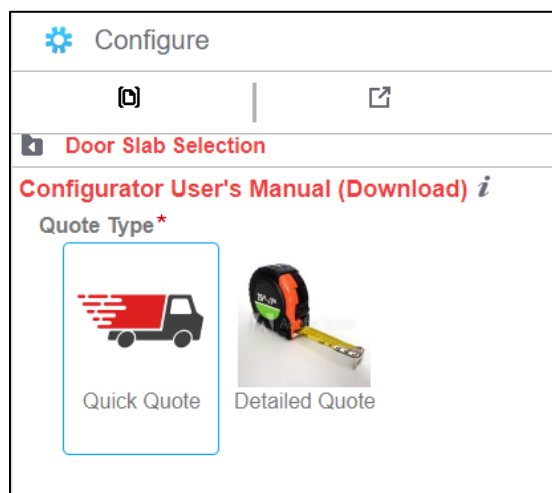 Configure
Door Slab Selection
Configurator User's Manual (Download) i
Quote Type*
Quick Quote
Detailed Quote